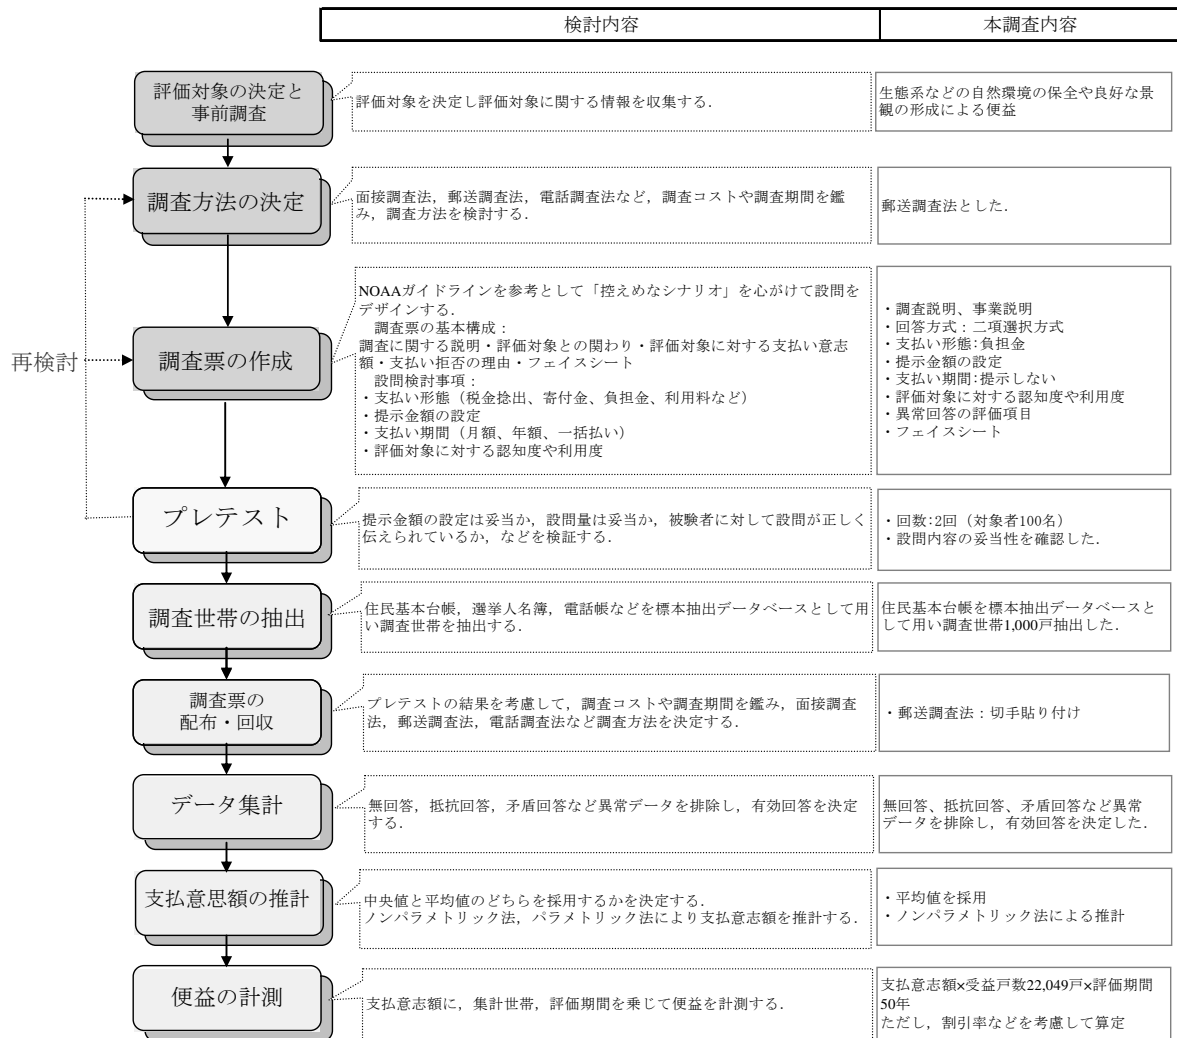 検討内容
本調査内容
評価対象の決定と
事前調査
評価対象を決定し評価対象に関する情報を収集する．
生態系などの自然環境の保全や良好な景
観の形成による便益
調査方法の決定
面接調査法，郵送調査法，電話調査法など，調査コストや調査期間を鑑
み，調査方法を検討する．
郵送調査法とした．
再検討
調査票の作成
NOAAガイドラインを参考として「控えめなシナリオ」を心がけて設問を
デザインする．
調査票の基本構成：
調査に関する説明・評価対象との関わり・評価対象に対する支払い意志
額・支払い拒否の理由・フェイスシート
設問検討事項：
・支払い形態（税金捻出、寄付金、負担金、利用料など）
・提示金額の設定
・支払い期間（月額、年額、一括払い）
・評価対象に対する認知度や利用度
・調査説明、事業説明
・回答方式：二項選択方式
・支払い形態：負担金
・提示金額の設定
・支払い期間：提示しない
・評価対象に対する認知度や利用度
・異常回答の評価項目
・フェイスシート
プレテスト
提示金額の設定は妥当か，設問量は妥当か，被験者に対して設問が正しく
伝えられているか，などを検証する．
・回数：2回（対象者100名）
・設問内容の妥当性を確認した．
調査世帯の抽出
住民基本台帳，選挙人名簿，電話帳などを標本抽出データベースとして用
い調査世帯を抽出する．
住民基本台帳を標本抽出データベースと
して用い調査世帯1,000戸抽出した．
調査票の
配布・回収
プレテストの結果を考慮して，調査コストや調査期間を鑑み，面接調査
法，郵送調査法，電話調査法など調査方法を決定する．
・郵送調査法：切手貼り付け
データ集計
無回答，抵抗回答，矛盾回答など異常データを排除し，有効回答を決定
する．
無回答、抵抗回答、矛盾回答など異常
データを排除し，有効回答を決定した．
支払意思額の推計
中央値と平均値のどちらを採用するかを決定する．
ノンパラメトリック法，パラメトリック法により支払意志額を推計する．
・平均値を採用
・ノンパラメトリック法による推計
便益の計測
支払意志額に，集計世帯，評価期間を乗じて便益を計測する．
支払意志額×受益戸数22,049戸×評価期間
50年
ただし，割引率などを考慮して算定